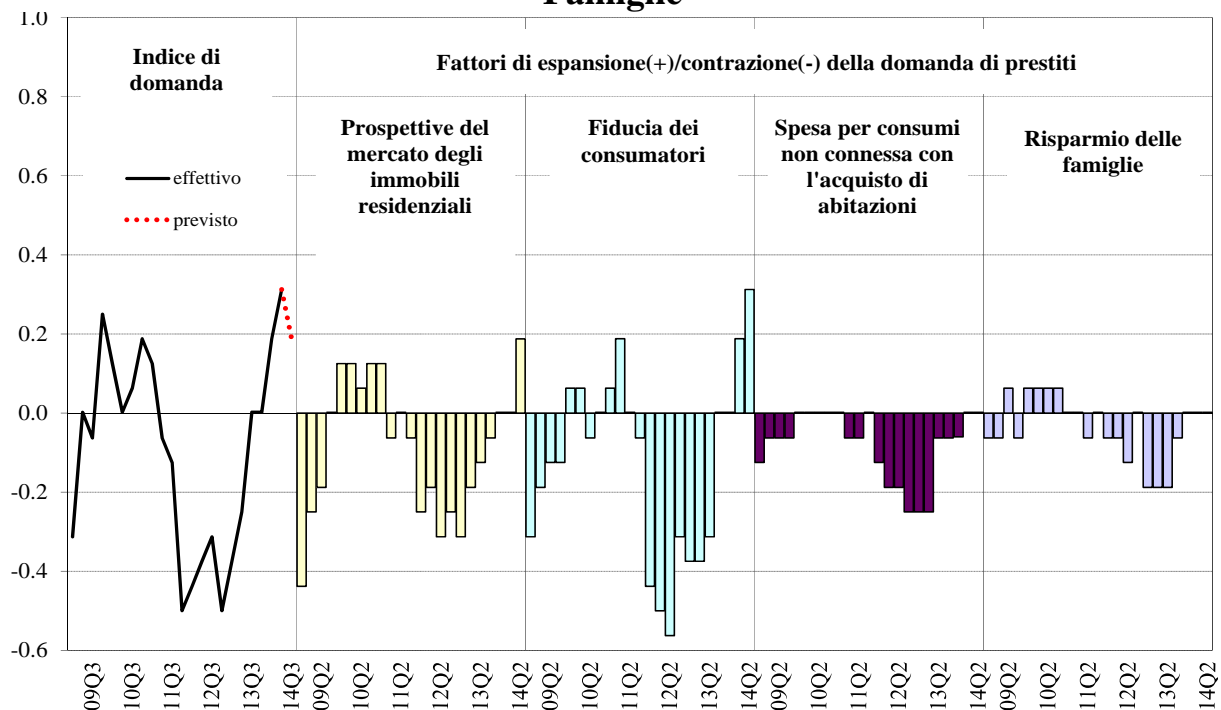 Famiglie
1.0
0.8
0.6
0.4
0.2
0.0
-0.2
-0.4
-0.6
Indice di
domanda
effettivo
previsto
Fattori di espansione(+)/contrazione(-) della domanda di prestiti
Prospettive del
mercato degli
immobili
residenziali
Fiducia dei
consumatori
Spesa per consumi
non connessa con
l'acquisto di
abitazioni
Risparmio delle
famiglie
09Q3
10Q3
11Q3
12Q3
13Q3
14Q3
09Q2
10Q2
11Q2
12Q2
13Q2
14Q2
09Q2
10Q2
11Q2
12Q2
13Q2
14Q2
09Q2
10Q2
11Q2
12Q2
13Q2
14Q2
09Q2
10Q2
11Q2
12Q2
13Q2
14Q2